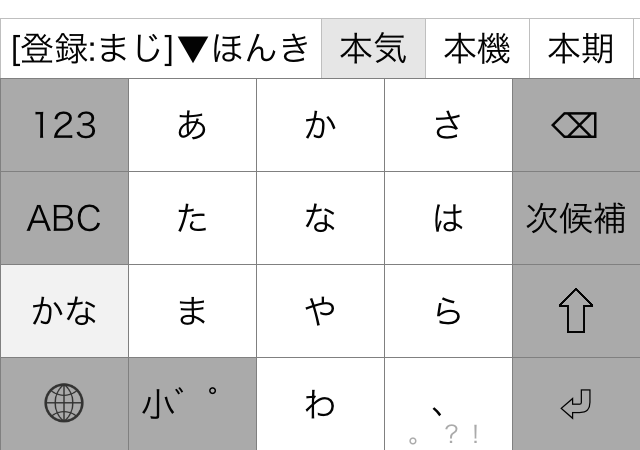 [登録:まじ]▼ほんき 本気 本機 本期
123 あ か さ
ABC た な は 次候補
かな ま や ら
小゛゜ わ 、
。?!